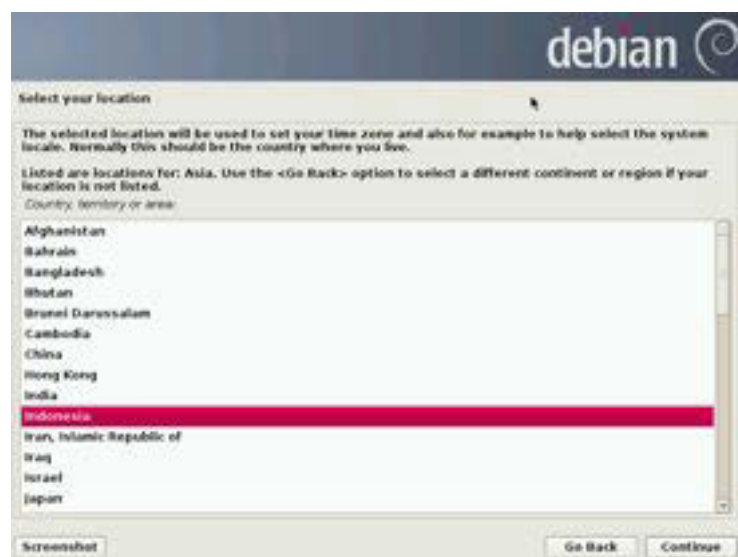 debian
Select your location
The selected location will be used to set your time zone and also for example to help select the system
locale. Normally this should be the country where you live.
Listed are locations for: Asia. Use the <Go Back> option to select a different continent or region if your
location is not listed.
Country, territory or area:
Afghanistan
Bahrain
Bangladesh
Bhutan
Brunei Darussalam
Cambodia
China
Hong Kong
India
Indonesia
Iran, Islamic Republic of
Iraq
Israel
Japan
Screenshot
Go Back
Continue